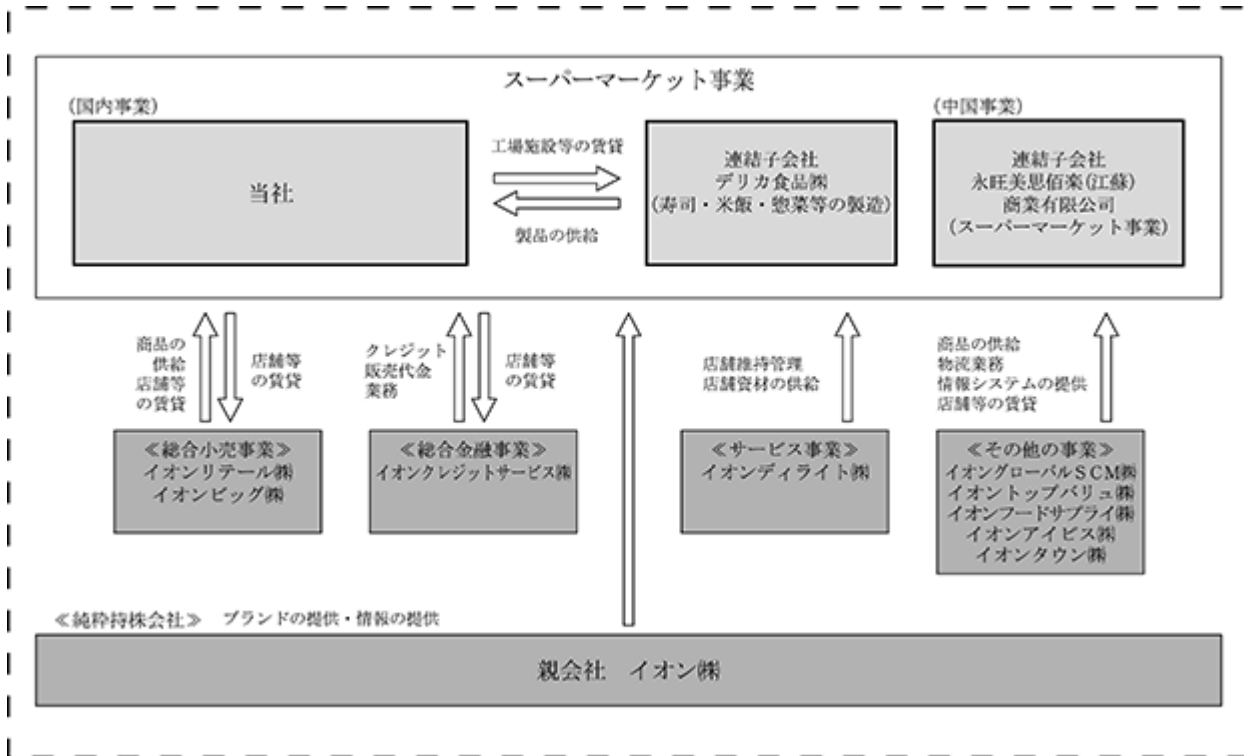 スーパーマーケット事業
(国内事業)
当社
工場施設等の賃貸
製品の供給
連結子会社
デリカ食品㈱
(寿司・米飯・惣菜等の製造)
(中国事業)
連結子会社
永旺美思佰楽(江蘇)
商業有限公司
(スーパーマーケット事業)
商品の
供給
店舗等
の賃貸
店舗等
の賃貸
クレジット
販売代金
業務
店舗等
の賃貸
店舗維持管理
店舗資材の供給
商品の供給
物流業務
情報システムの提供
店舗等の賃貸
≪総合小売事業≫
イオンリテール㈱
イオンビッグ㈱
≪総合金融事業≫
イオンクレジットサービス㈱
≪サービス事業≫
イオンディライト㈱
≪その他の事業≫
イオングローバルSCM㈱
イオントップバリュ㈱
イオンフードサプライ㈱
イオンアイビス㈱
イオンタウン㈱
≪純粋持株会社≫ ブランドの提供・情報の提供
親会社 イオン㈱